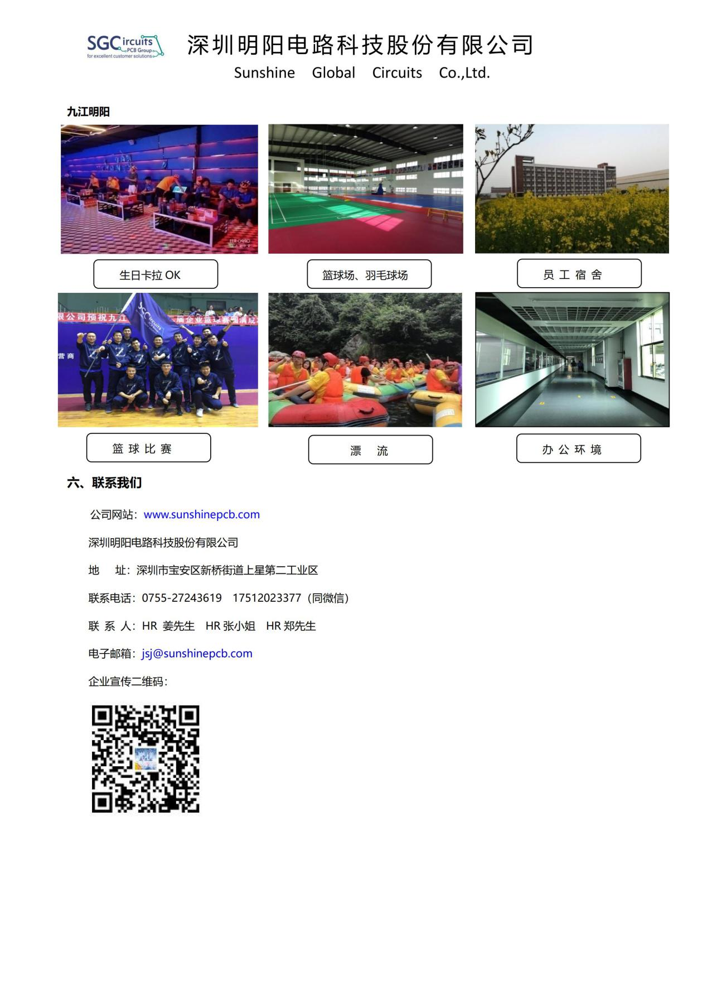 SGCircuits
PCB Group
for excellent customer solutions
深圳明阳电路科技股份有限公司
Sunshine Global Circuits Co.,Ltd.
九江明阳
生日卡拉 OK
篮球场、羽毛球场
员 工 宿 舍
限公司预祝九江
届企业篮球赛圆满成
SGCircuits
营 商
篮 球 比 赛
漂 流
办 公 环 境
六、联系我们
公司网站：www.sunshinepcb.com
深圳明阳电路科技股份有限公司
地 址：深圳市宝安区新桥街道上星第二工业区
联系电话：0755-27243619 17512023377（同微信）
联 系 人：HR 姜先生 HR 张小姐 HR 郑先生
电子邮箱：jsj@sunshinepcb.com
企业宣传二维码：